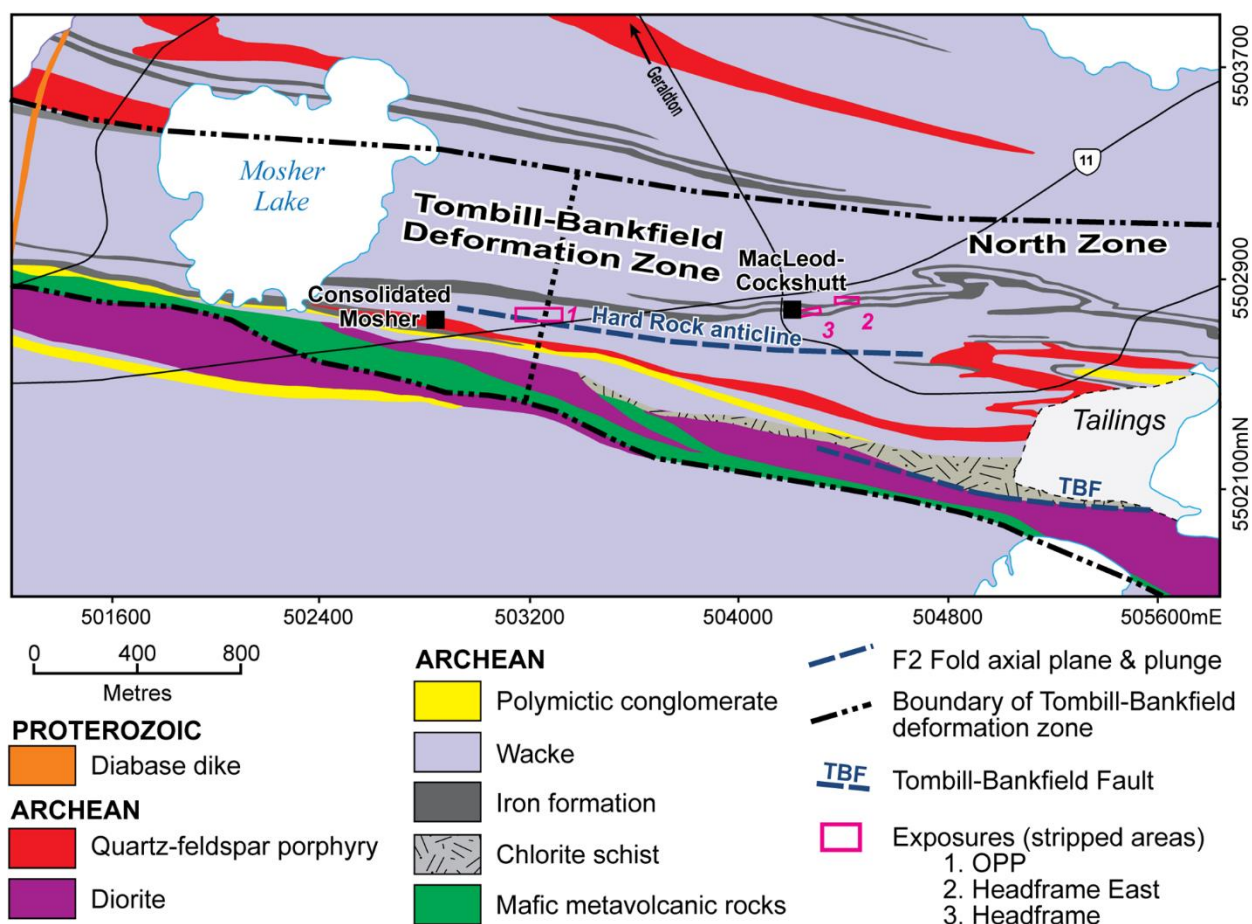 Geraldton
11
5503700
Mosher
Lake
Tombill-Bankfield
Deformation Zone
North Zone
MacLeod-
Cockshutt
5502900
Consolidated
Mosher
1
Hard Rock anticline
3
2
Tailings
TBF
5502100mN
501600
502400
503200
504000
504800
505600mE
0 400 800
Metres
PROTEROZOIC
Diabase dike
ARCHEAN
Quartz-feldspar porphyry
Diorite
ARCHEAN
Polymictic conglomerate
Wacke
Iron formation
Chlorite schist
Mafic metavolcanic rocks
F2 Fold axial plane & plunge
Boundary of Tombill-Bankfield
deformation zone
TBF
Tombill-Bankfield Fault
Exposures (stripped areas)
1. OPP
2. Headframe East
3. Headframe